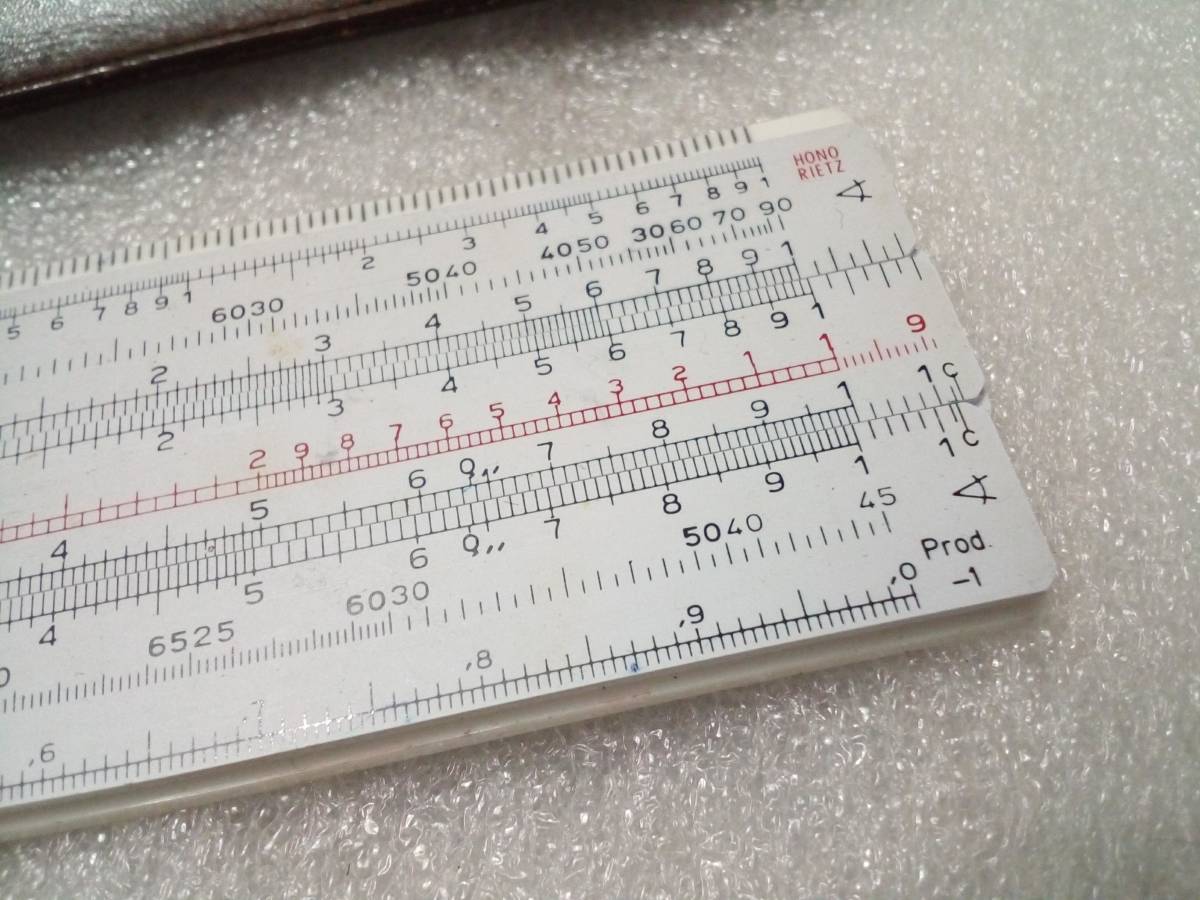 HONO
RIETZ
5 6 7 8 9 1 2 3 4 5 6 7 8 9 1
6030 5040 4050 3060 70 90
2 3 4 5 6 7 8 9 1
2 3 4 5 6 7 8 9 1
2 9 8 7 6 5 4 3 2 1 1 9
4 5 6 7 8 9 1 1 C
4 5 6 7 8 9 1 1 C
6525 6030 5040 45
,6 ,8 ,9 ,0
Prod.
-1